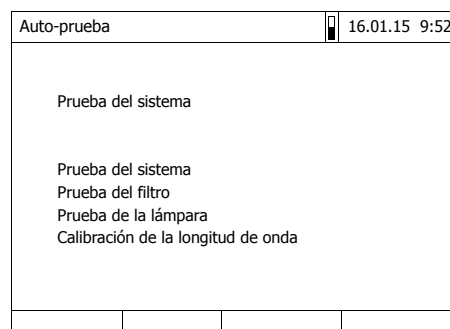 Auto-prueba 16.01.15 9:52
Prueba del sistema
Prueba del sistema
Prueba del filtro
Prueba de la lámpara
Calibración de la longitud de onda